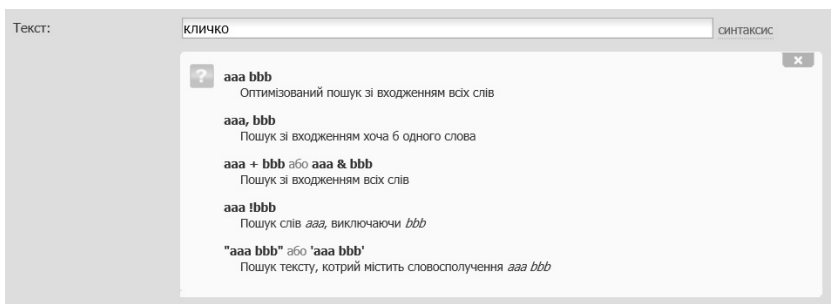 Текст: кличко синтаксис
? x
aaa bbb
Оптимізований пошук зі входженням всіх слів
aaa, bbb
Пошук зі входженням хоча б одного слова
aaa + bbb або aaa & bbb
Пошук зі входженням всіх слів
aaa !bbb
Пошук слів aaa, виключаючи bbb
"aaa bbb" або 'aaa bbb'
Пошук тексту, котрий містить словосполучення aaa bbb